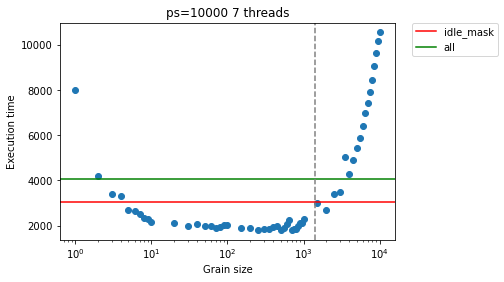 ps=10000 7 threads
idle_mask
all
10000
8000
6000
4000
2000
Execution time
10⁰
10¹
10²
10³
10⁴
Grain size